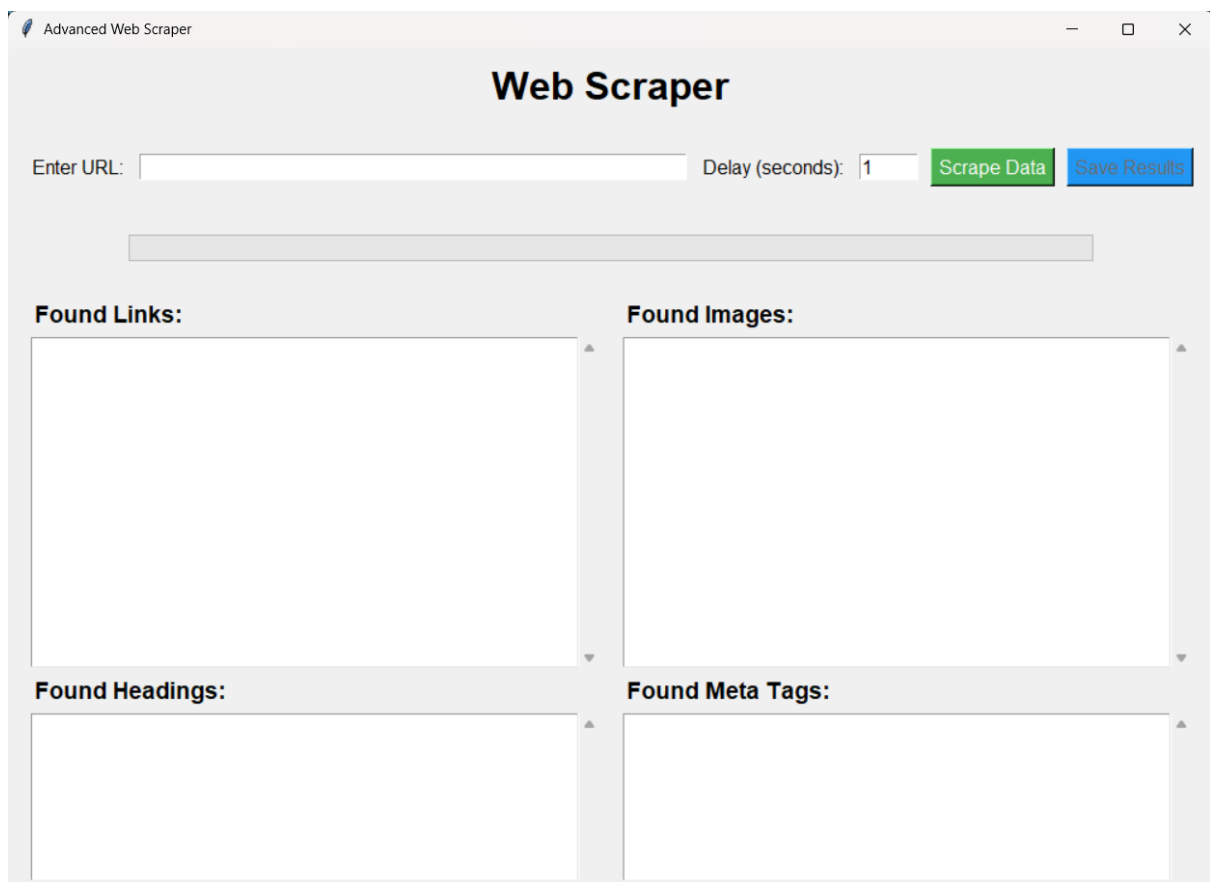 Advanced Web Scraper
Web Scraper
Enter URL: Delay (seconds): 1 Scrape Data Save Results
Found Links: Found Images:
Found Headings: Found Meta Tags: